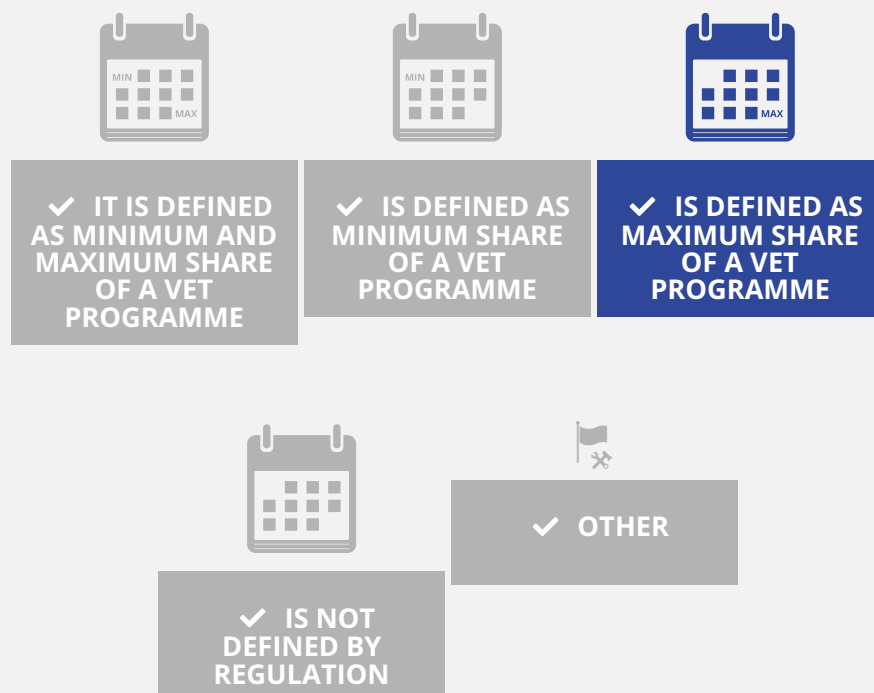 MIN
MAX
MIN
MAX
IT IS DEFINED
AS MINIMUM AND
MAXIMUM SHARE
OF A VET
PROGRAMME
IS DEFINED AS
MINIMUM SHARE
OF A VET
PROGRAMME
IS DEFINED AS
MAXIMUM SHARE
OF A VET
PROGRAMME
IS NOT
DEFINED BY
REGULATION
OTHER